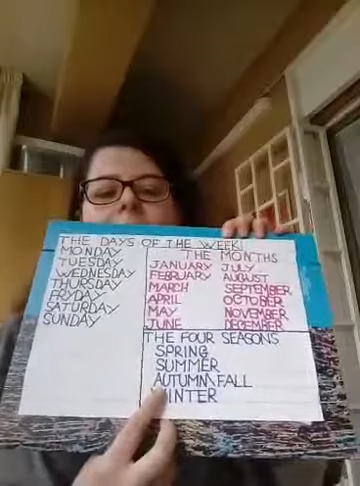 THE DAYS OF THE WEEK:
MONDAY
TUESDAY
WEDNESDAY
THURSDAY
FRYDAY
SATURDAY
SUNDAY
THE MONTHS
JANUARY JULY
FEBRUARY AUGUST
MARCH SEPTEMBER
APRIL OCTOBER
MAY NOVEMBER
JUNE DECEMBER
THE FOUR SEASONS
SPRING
SUMMER
AUTUMN/FALL
WINTER